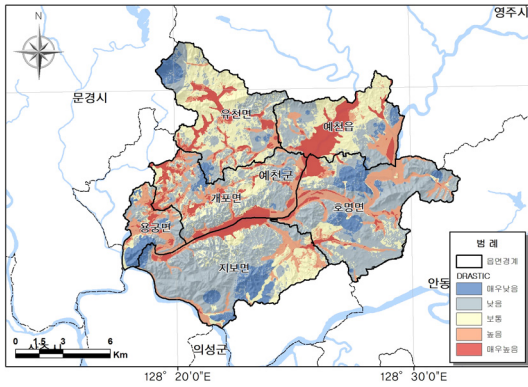 영주시
N
문경시
유천면
예천읍
예천군
개포면
호명면
용궁면
지보면
범 례
읍면경계
DRASTIC
매우낮음
낮음
보통
높음
매우높음
안동
상주시
의성군
0 1.5 3 6
Km
128°20'0"E
128°30'0"E